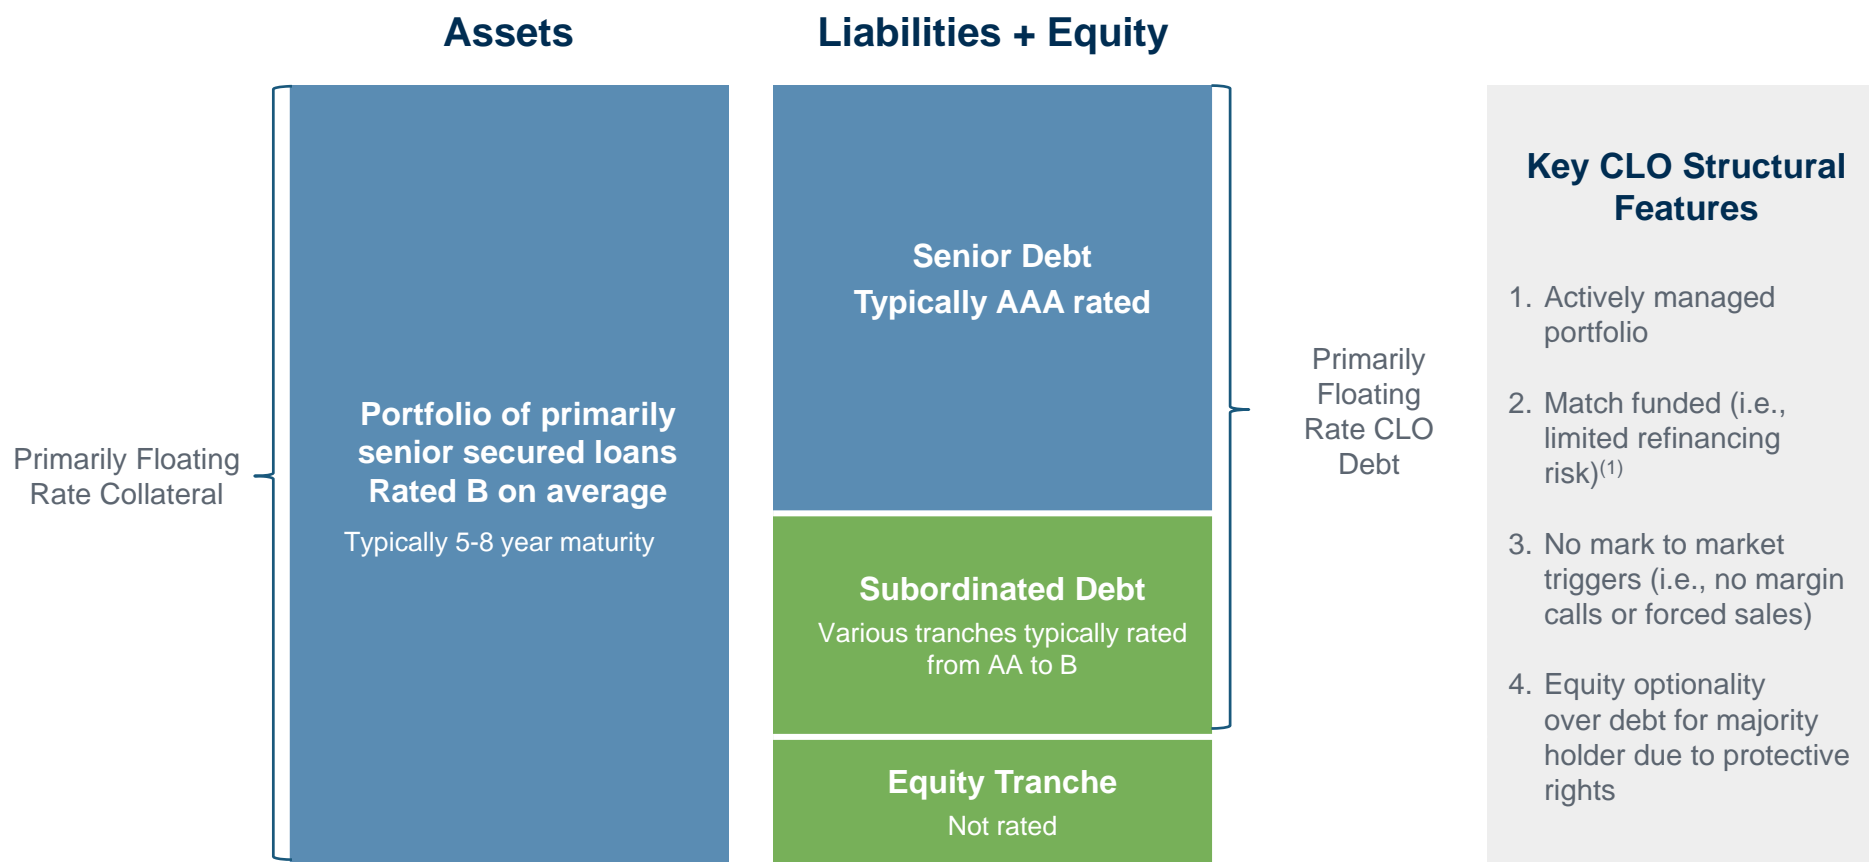 Assets
Liabilities + Equity
Primarily Floating
Rate Collateral
Portfolio of primarily
senior secured loans
Rated B on average
Typically 5-8 year maturity
Senior Debt
Typically AAA rated
Subordinated Debt
Various tranches typically rated
from AA to B
Equity Tranche
Not rated
Primarily
Floating
Rate CLO
Debt
Key CLO Structural
Features
1. Actively managed
portfolio
2. Match funded (i.e.,
limited refinancing
risk)(1)
3. No mark to market
triggers (i.e., no margin
calls or forced sales)
4. Equity optionality
over debt for majority
holder due to protective
rights